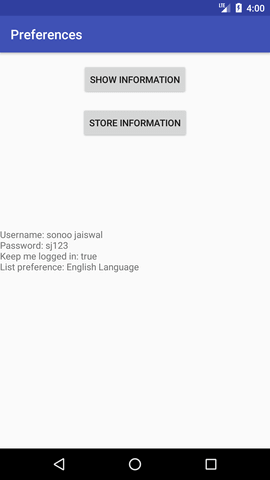 LTE 4:00
Preferences
SHOW INFORMATION
STORE INFORMATION
Username: sonoo jaiswal
Password: sj123
Keep me logged in: true
List preference: English Language